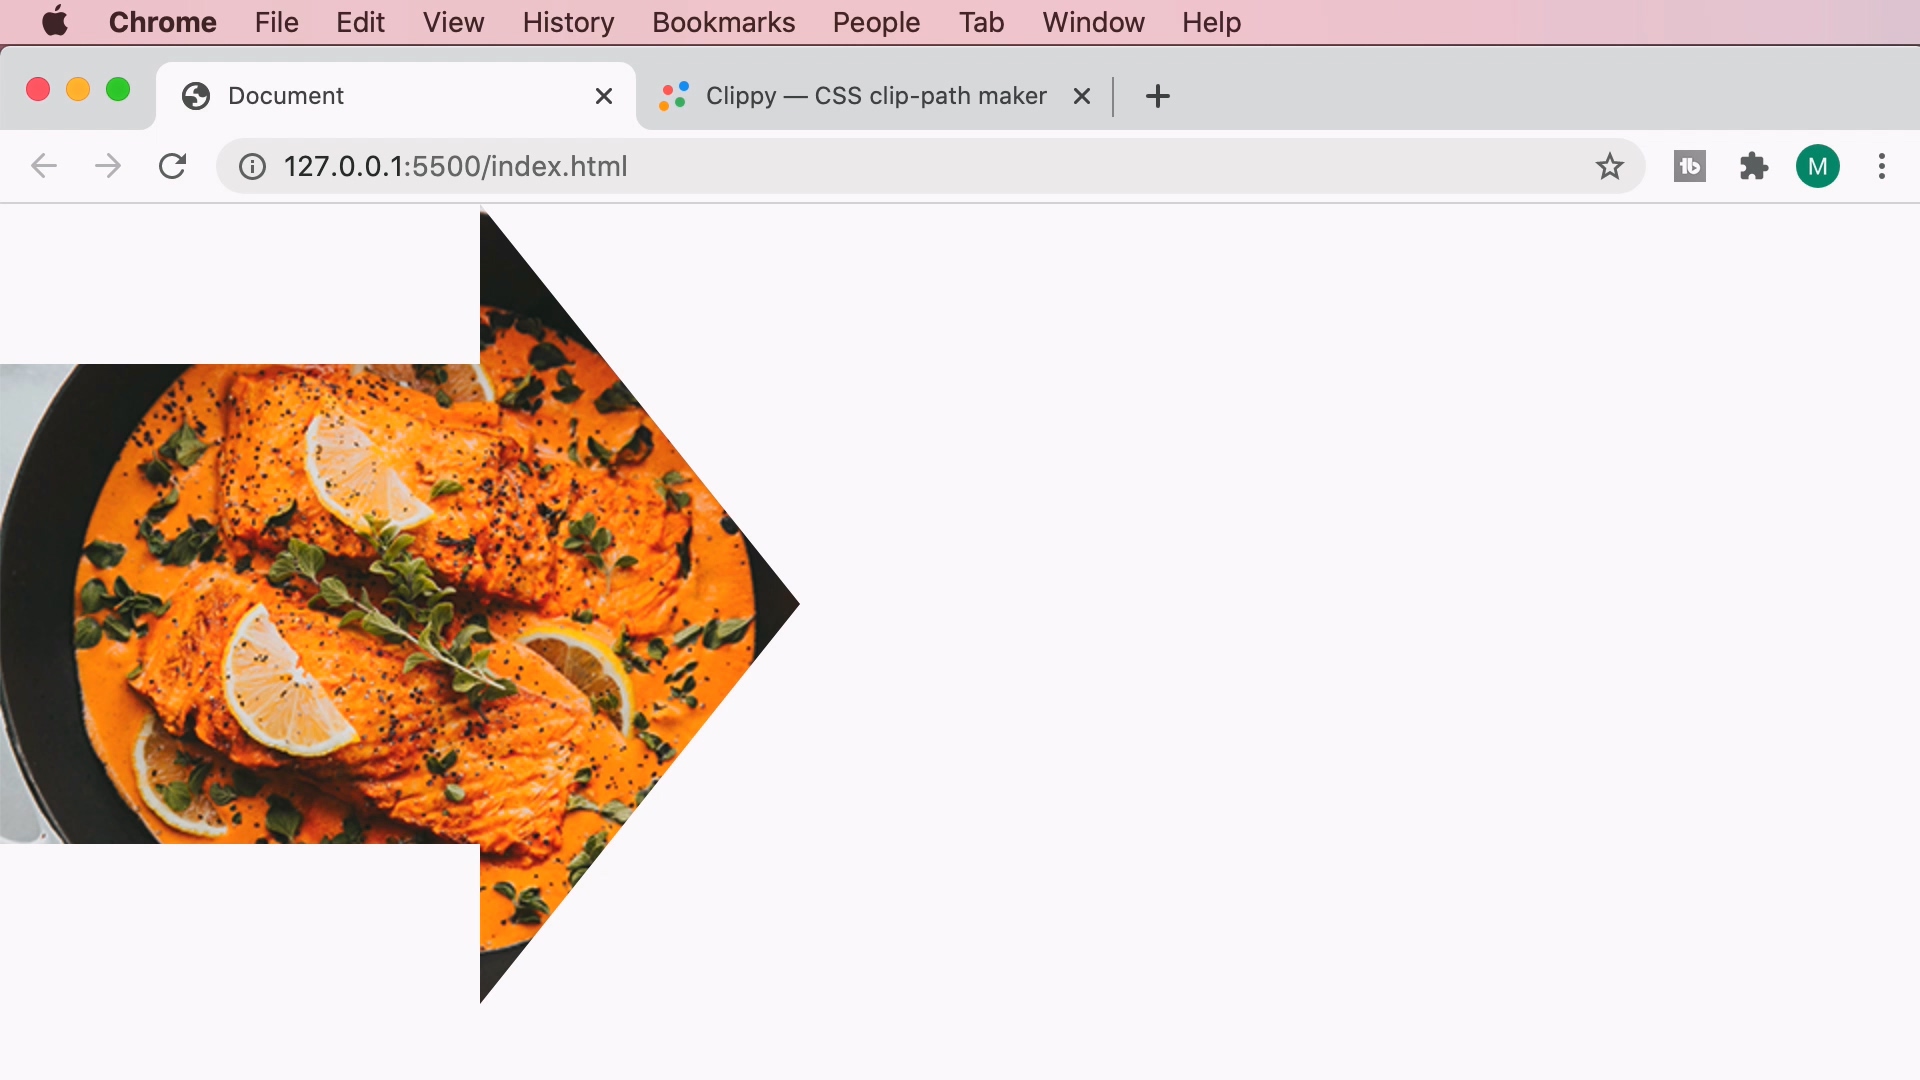 Chrome File Edit View History Bookmarks People Tab Window Help
Document
Clippy — CSS clip-path maker
127.0.0.1:5500/index.html
tb
M